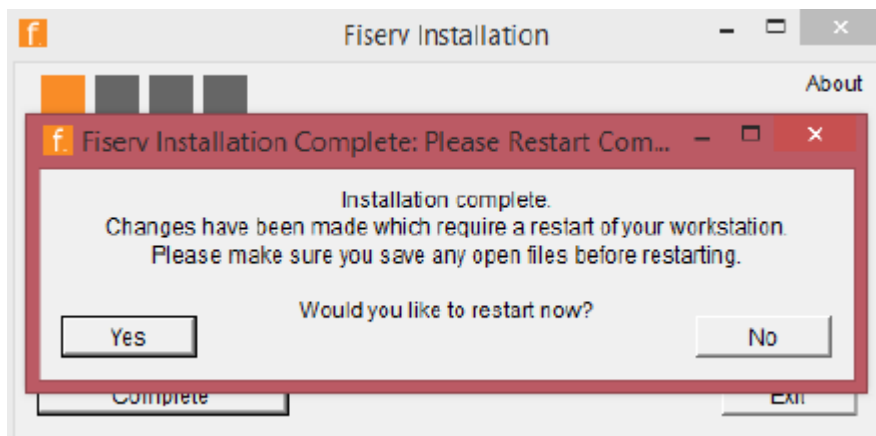 f.
Fiserv Installation
About
f. Fiserv Installation Complete: Please Restart Com...
Installation complete.
Changes have been made which require a restart of your workstation.
Please make sure you save any open files before restarting.
Would you like to restart now?
Yes
No
Complete
Exit